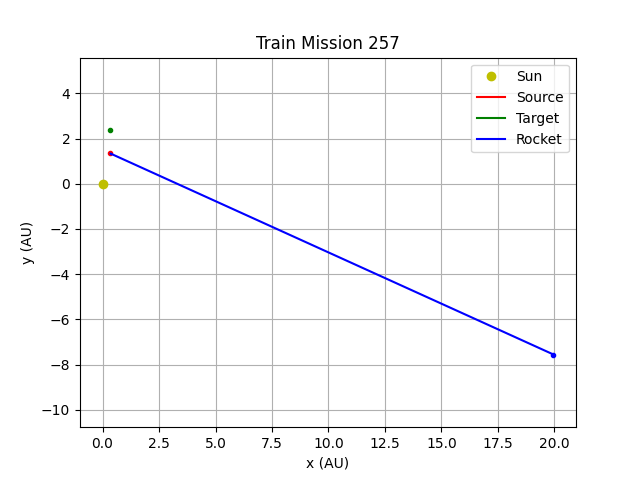 Train Mission 257
Sun
Source
Target
Rocket
4
2
0
−2
−4
−6
−8
−10
y (AU)
0.0 2.5 5.0 7.5 10.0 12.5 15.0 17.5 20.0
x (AU)